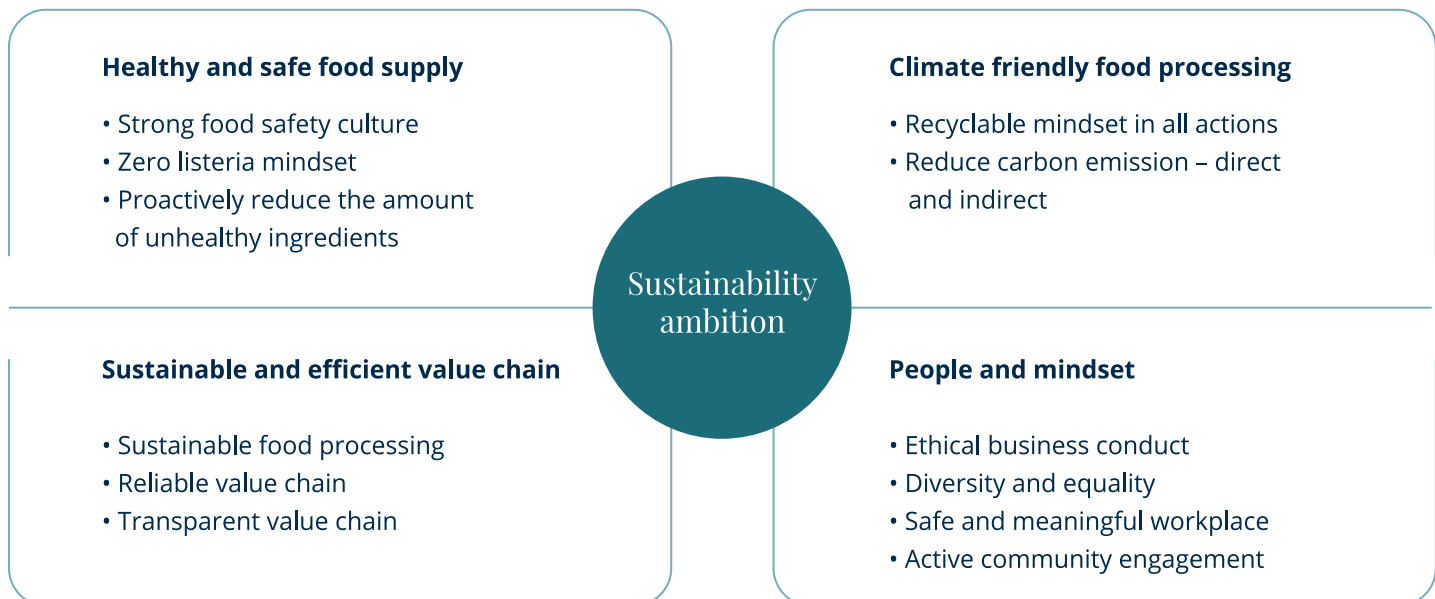 Healthy and safe food supply
• Strong food safety culture
• Zero listeria mindset
• Proactively reduce the amount
of unhealthy ingredients
Climate friendly food processing
• Recyclable mindset in all actions
• Reduce carbon emission – direct
and indirect
Sustainability
ambition
Sustainable and efficient value chain
• Sustainable food processing
• Reliable value chain
• Transparent value chain
People and mindset
• Ethical business conduct
• Diversity and equality
• Safe and meaningful workplace
• Active community engagement